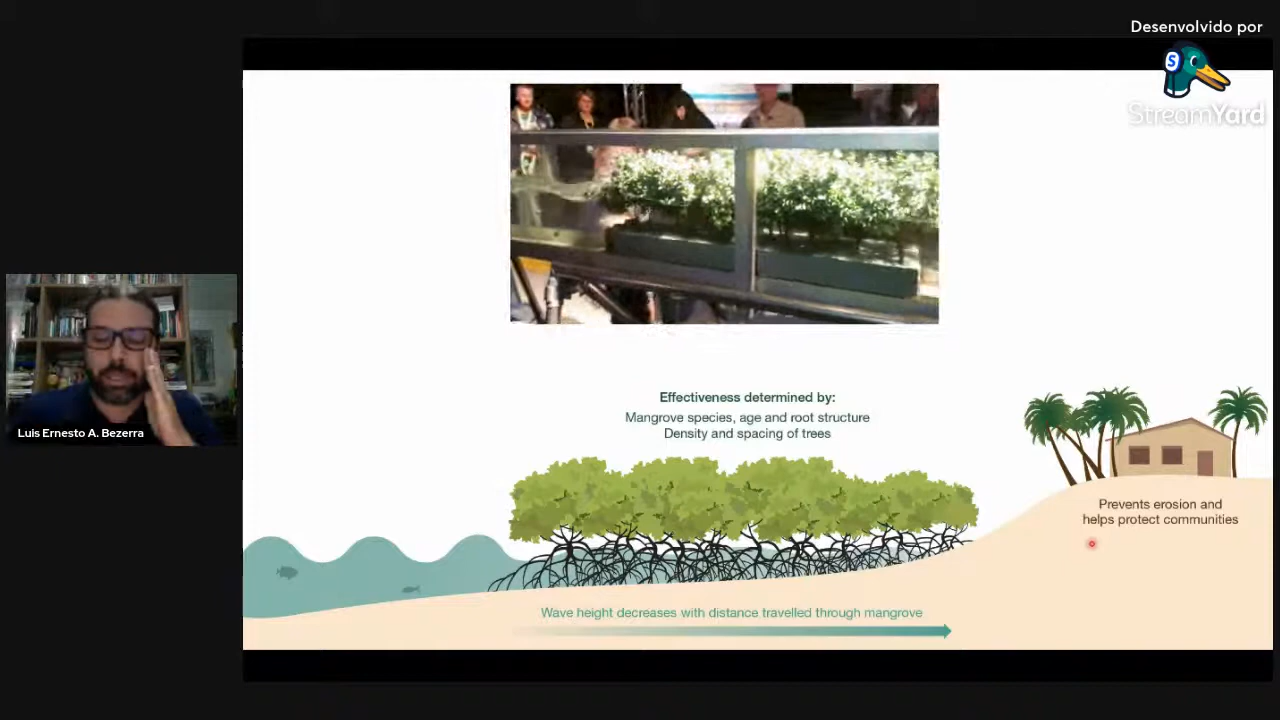 Desenvolvido por
S
StreamYard
Effectiveness determined by:
Mangrove species, age and root structure
Density and spacing of trees
Luis Ernesto A. Bezerra
Prevents erosion and
helps protect communities
Wave height decreases with distance travelled through mangrove